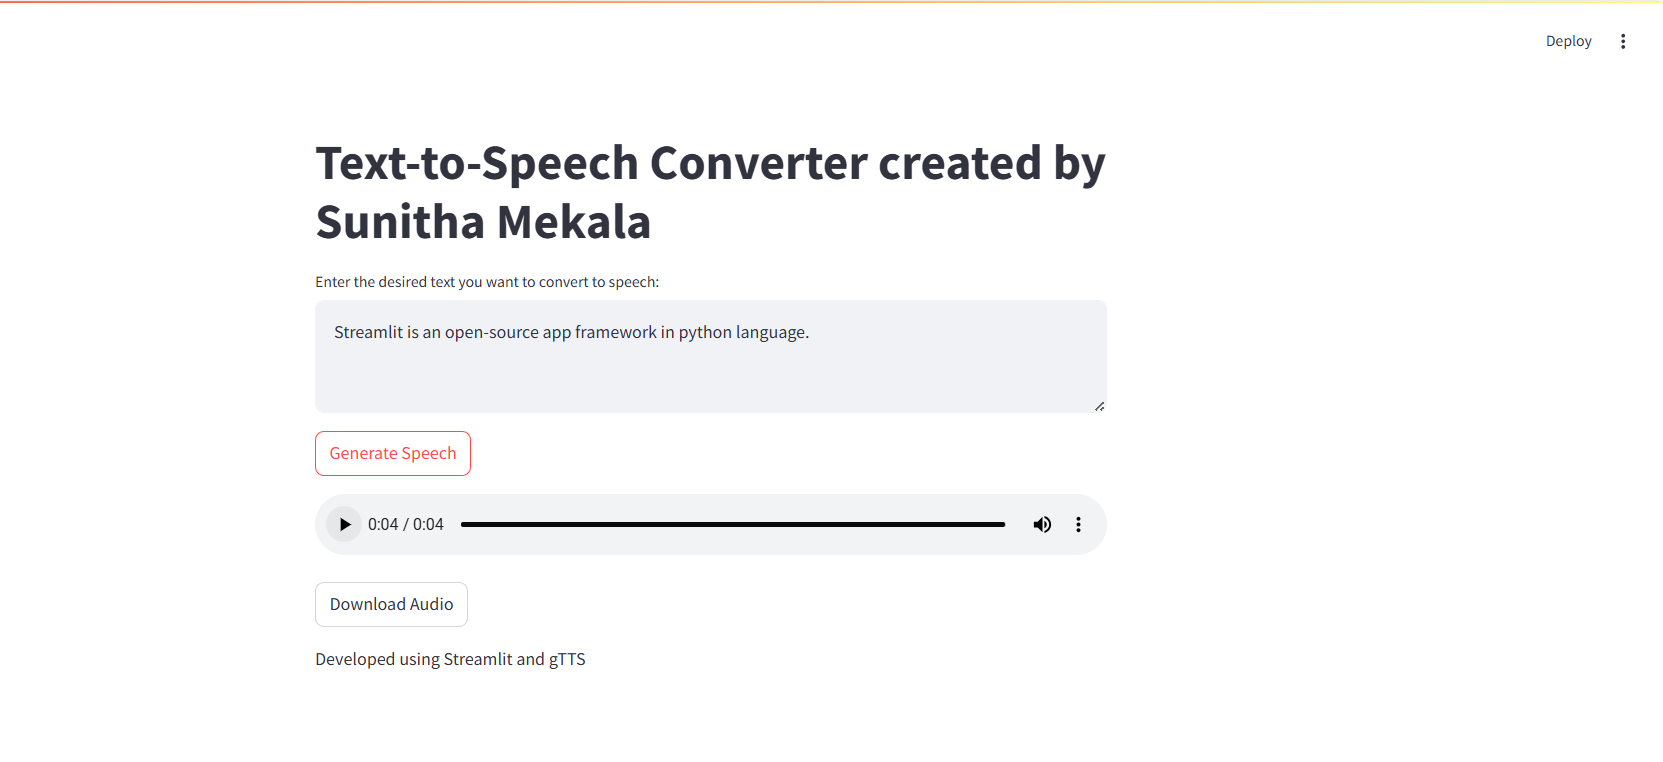 Deploy
Text-to-Speech Converter created by
Sunitha Mekala
Enter the desired text you want to convert to speech:
Streamlit is an open-source app framework in python language.
Generate Speech
0:04 / 0:04
Download Audio
Developed using Streamlit and gTTS